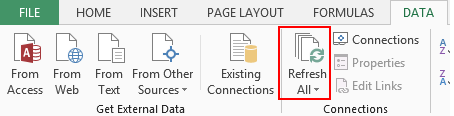 FILE HOME INSERT PAGE LAYOUT FORMULAS DATA
From Access
From Web
From Text
From Other Sources
Existing Connections
Get External Data
Refresh All
Connections
Properties
Edit Links
Connections
A
Z
Z
A